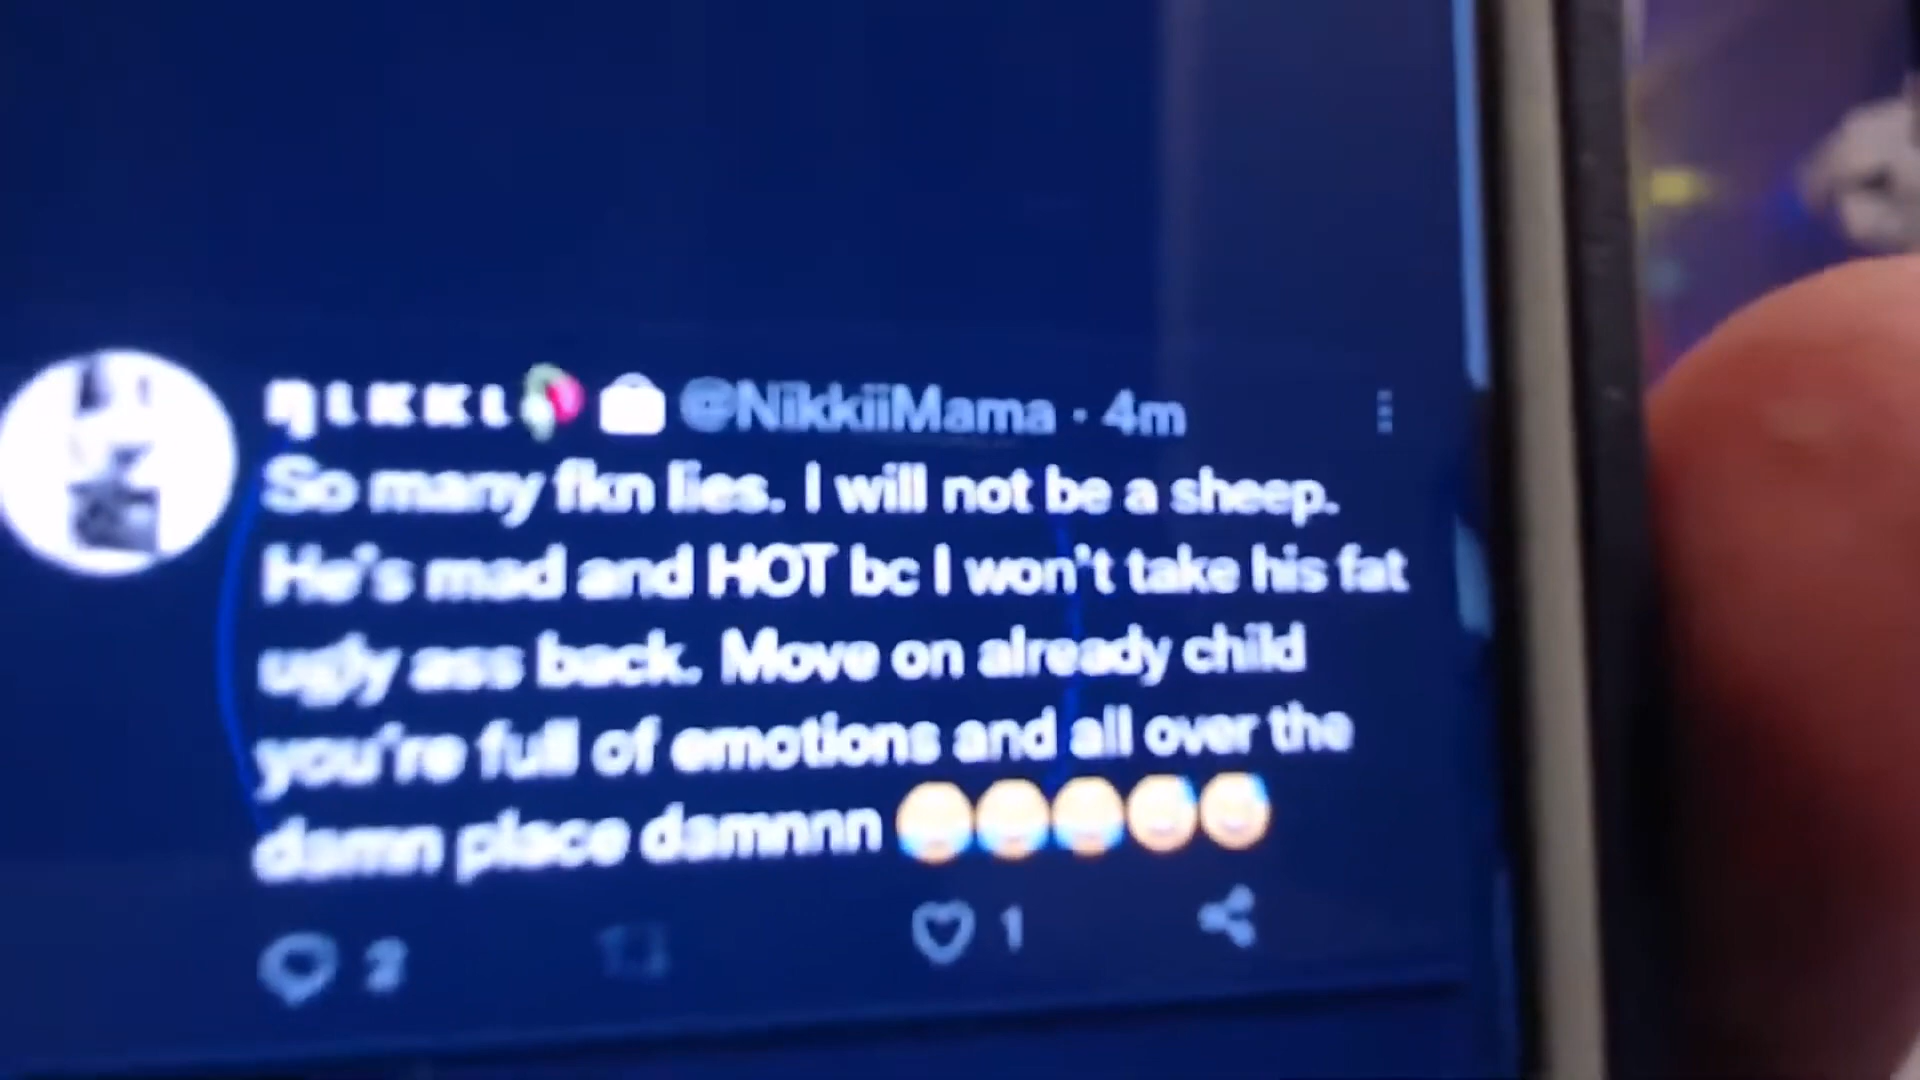 ηιккι🥀 @NikkiiMama · 4m
So many fkn lies. I will not be a sheep.
He's mad and HOT bc I won't take his fat
ugly ass back. Move on already child
you're full of emotions and all over the
damn place damnnn 😂😂😂😅😅
2 1